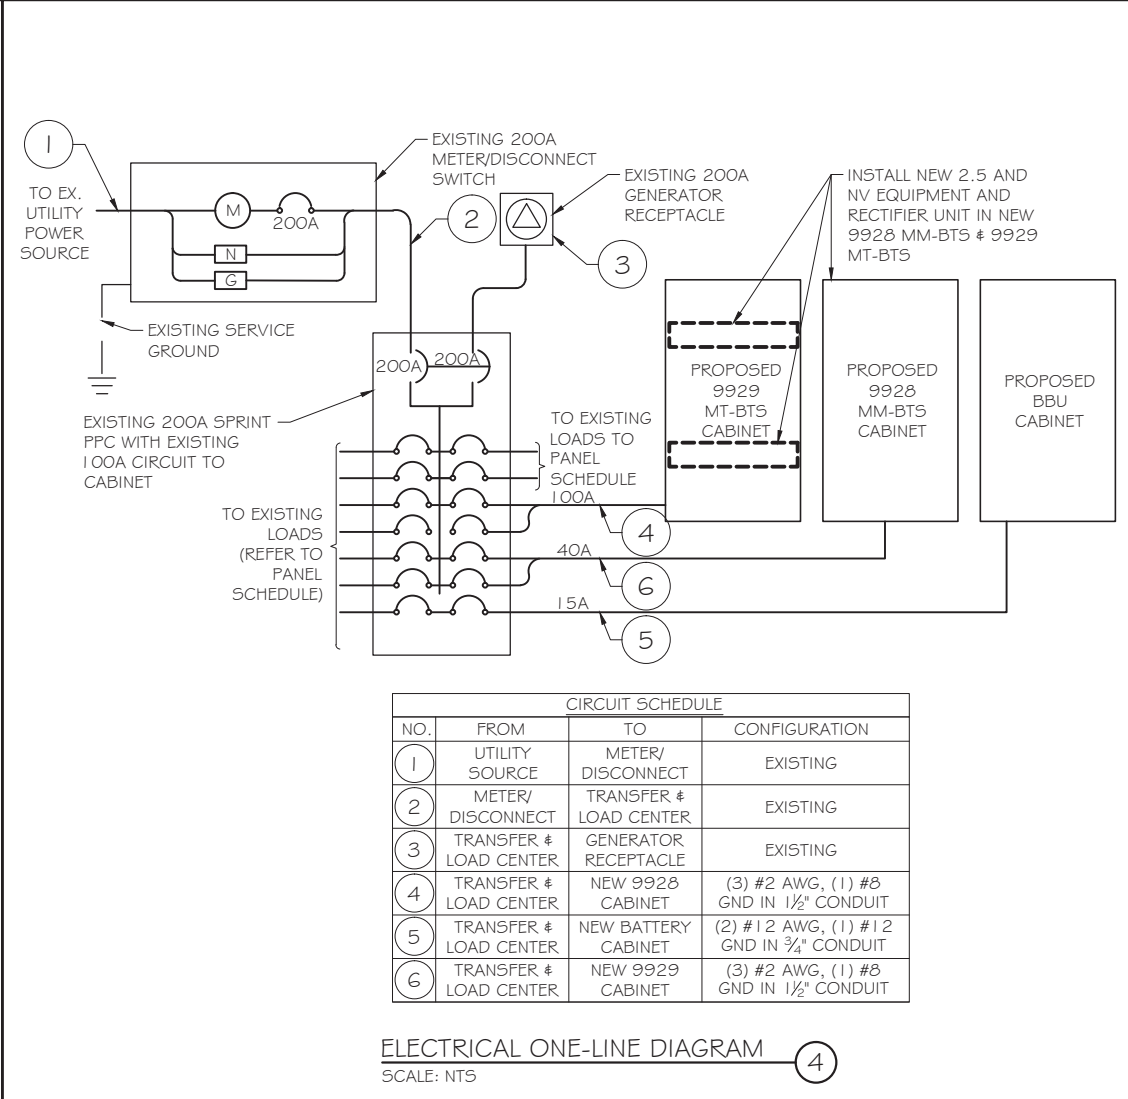 1
TO EX.
UTILITY
POWER
SOURCE
EXISTING 200A
METER/DISCONNECT
SWITCH
M
200A
N
G
EXISTING SERVICE
GROUND
2
EXISTING 200A
GENERATOR
RECEPTACLE
3
INSTALL NEW 2.5 AND
NV EQUIPMENT AND
RECTIFIER UNIT IN NEW
9928 MM-BTS & 9929
MT-BTS
200A
200A
EXISTING 200A SPRINT
PPC WITH EXISTING
100A CIRCUIT TO
CABINET
TO EXISTING
LOADS TO
PANEL
SCHEDULE
PROPOSED
9929
MT-BTS
CABINET
PROPOSED
9928
MM-BTS
CABINET
PROPOSED
BBU
CABINET
TO EXISTING
LOADS
(REFER TO
PANEL
SCHEDULE)
100A
4
40A
6
15A
5
CIRCUIT SCHEDULE
NO. FROM TO CONFIGURATION
1 UTILITY SOURCE METER/ DISCONNECT EXISTING
2 METER/ DISCONNECT TRANSFER & LOAD CENTER EXISTING
3 TRANSFER & LOAD CENTER GENERATOR RECEPTACLE EXISTING
4 TRANSFER & LOAD CENTER NEW 9928 CABINET (3) #2 AWG, (1) #8 GND IN 1½" CONDUIT
5 TRANSFER & LOAD CENTER NEW BATTERY CABINET (2) #12 AWG, (1) #12 GND IN ¾" CONDUIT
6 TRANSFER & LOAD CENTER NEW 9929 CABINET (3) #2 AWG, (1) #8 GND IN 1½" CONDUIT
ELECTRICAL ONE-LINE DIAGRAM 4
SCALE: NTS